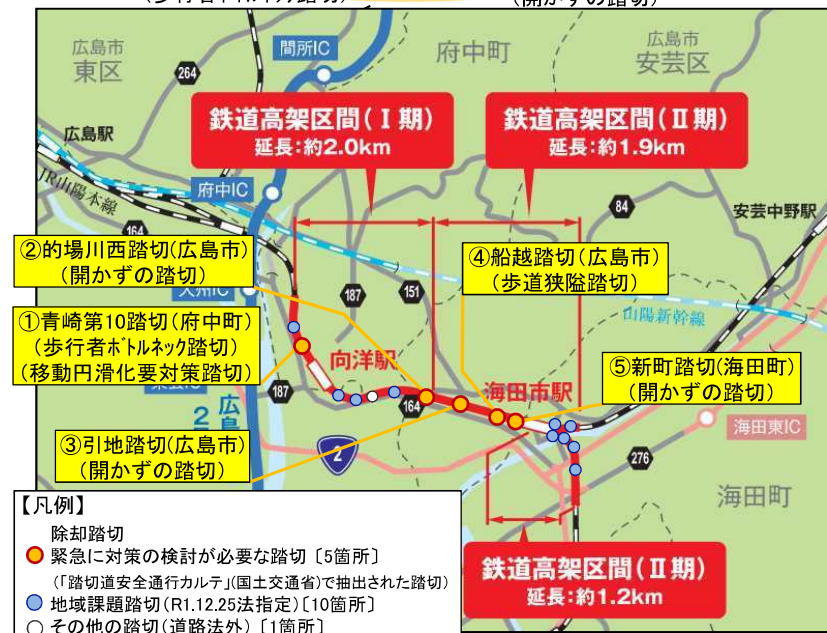 (開かずの踏切)
広島市
東区
264
間所IC
府中町
広島市
安芸区
鉄道高架区間(Ⅰ期)
延長:約2.0km
鉄道高架区間(Ⅱ期)
延長:約1.9km
広島駅
JR山陽本線
府中IC
164
84
安芸中野駅
②的場川西踏切(広島市)
(開かずの踏切)
④船越踏切(広島市)
(歩道狭隘踏切)
187
151
山陽新幹線
①青崎第10踏切(府中町)
(歩行者ボトルネック踏切)
(移動円滑化要対策踏切)
向洋駅
⑤新町踏切(海田町)
(開かずの踏切)
海田市駅
187
164
2
広島
海田東IC
③引地踏切(広島市)
(開かずの踏切)
2
276
海田町
【凡例】
除却踏切
緊急に対策の検討が必要な踏切〔5箇所〕
(「踏切道安全通行カルテ」(国土交通省)で抽出された踏切)
地域課題踏切(R1.12.25法指定)〔10箇所〕
その他の踏切(道路法外)〔1箇所〕
鉄道高架区間(Ⅱ期)
延長:約1.2km